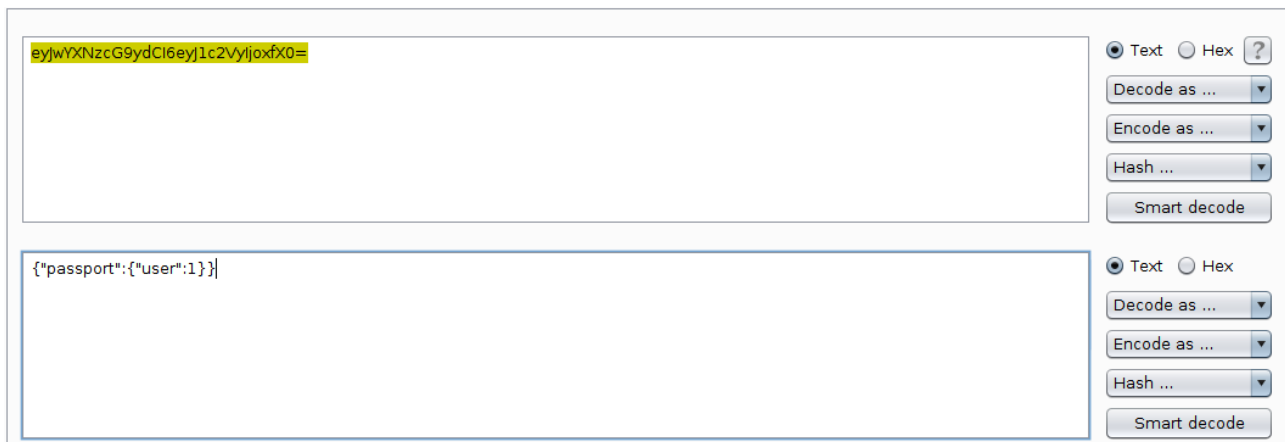 eyJwYXNzcG9ydCI6eyJ1c2VyIjoxfX0=
Text Hex ?
Decode as ...
Encode as ...
Hash ...
Smart decode
{"passport":{"user":1}}
Text Hex
Decode as ...
Encode as ...
Hash ...
Smart decode